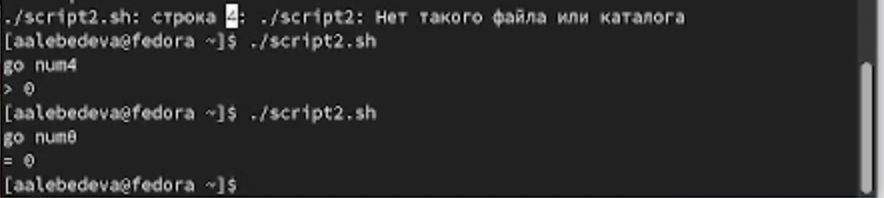 ./script2.sh: строка 4: ./script2: Нет такого файла или каталога
[aalebedeva@fedora ~]$ ./script2.sh
go num4
> 0
[aalebedeva@fedora ~]$ ./script2.sh
go num0
= 0
[aalebedeva@fedora ~]$